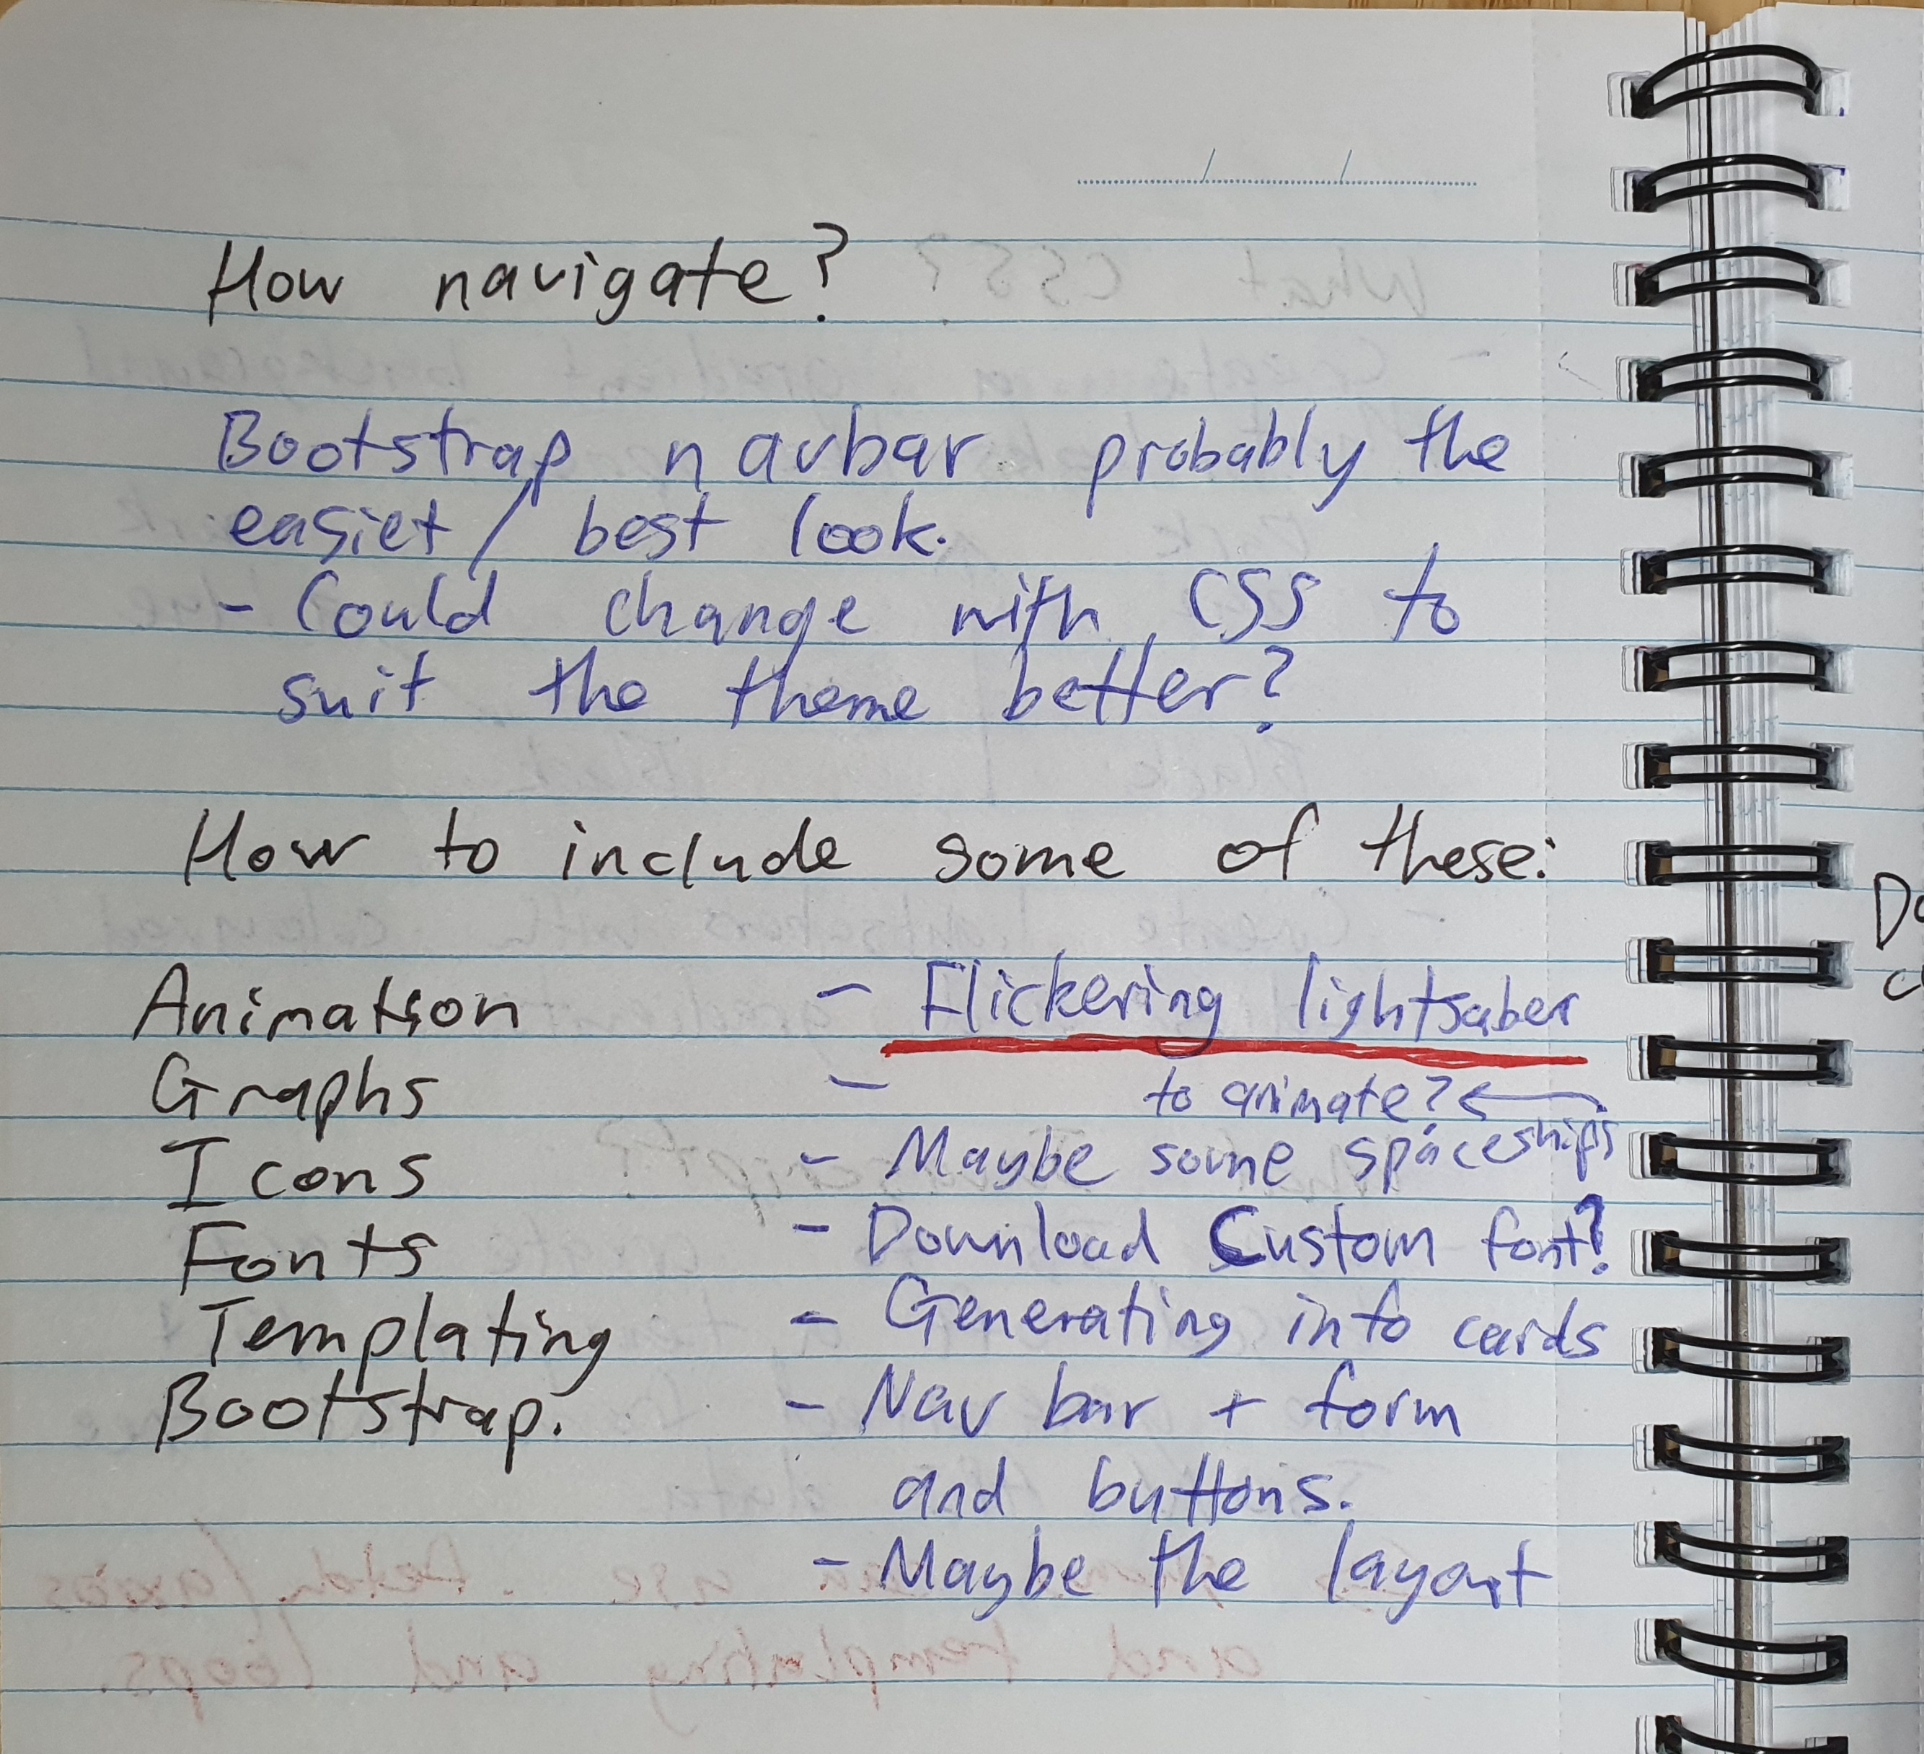 How navigate?
Bootstrap navbar probably the
easiet/best look.
- Could change with CSS to
suit the theme better?
How to include some of these:
Animation - Flickering lightsaber
Graphs -
to animate??
Icons - Maybe some spaceships
Fonts - Download Custom font?
Templating - Generating into cards
Bootstrap. - Nav bar + form
and buttons.
- Maybe the layout